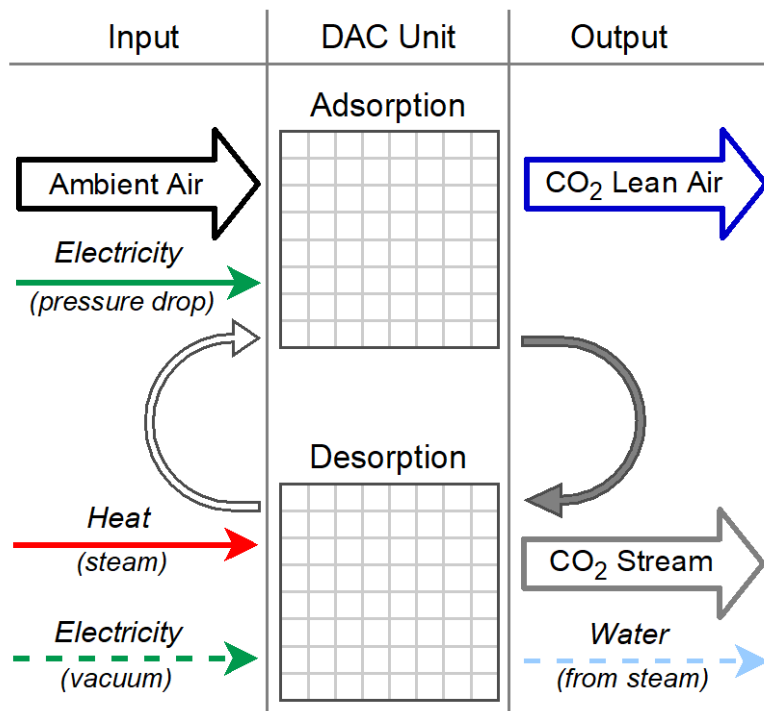 Input
DAC Unit
Output
Adsorption
Ambient Air
CO₂ Lean Air
Electricity
(pressure drop)
Desorption
Heat
(steam)
CO₂ Stream
Electricity
(vacuum)
Water
(from steam)